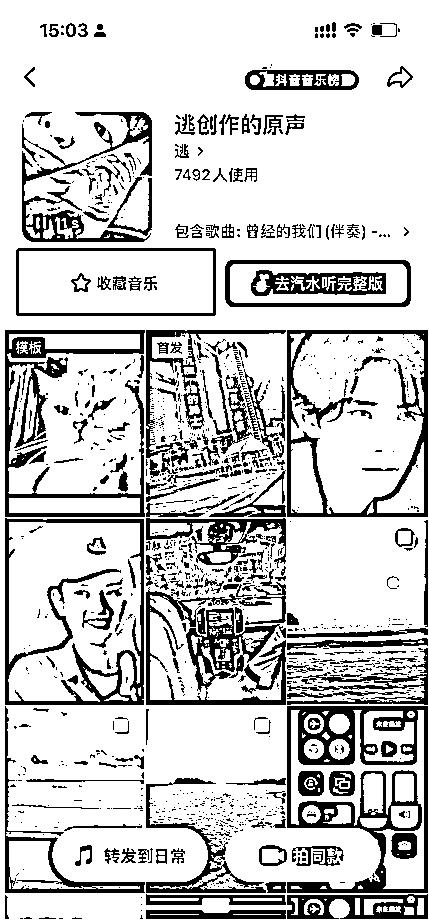 15:03
抖音音乐榜
逃创作的原声
逃 >
7492人使用
包含歌曲: 曾经的我们 (伴奏) -... >
收藏音乐
去汽水听完整版
模板
首发
转发到日常
拍同款